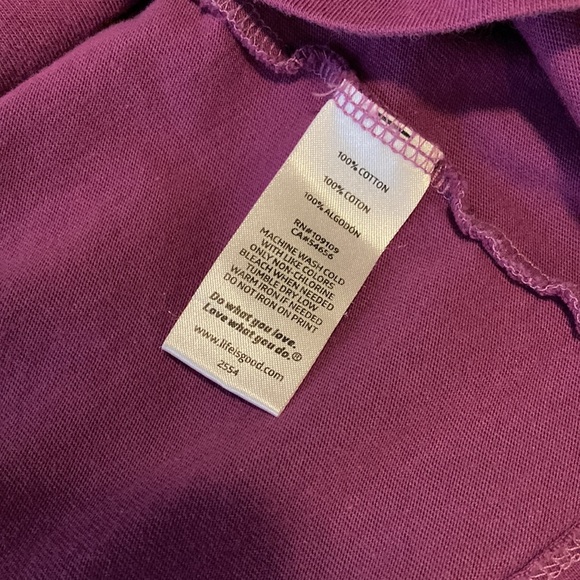 100% COTTON
100% COTON
100% ALGODON
RN#109109
CA#54656
MACHINE WASH COLD
WITH LIKE COLORS
ONLY NON-CHLORINE
BLEACH WHEN NEEDED
TUMBLE DRY LOW
WARM IRON IF NEEDED
DO NOT IRON ON PRINT
Do what you love.
Love what you do.®
www.lifeisgood.com
2554